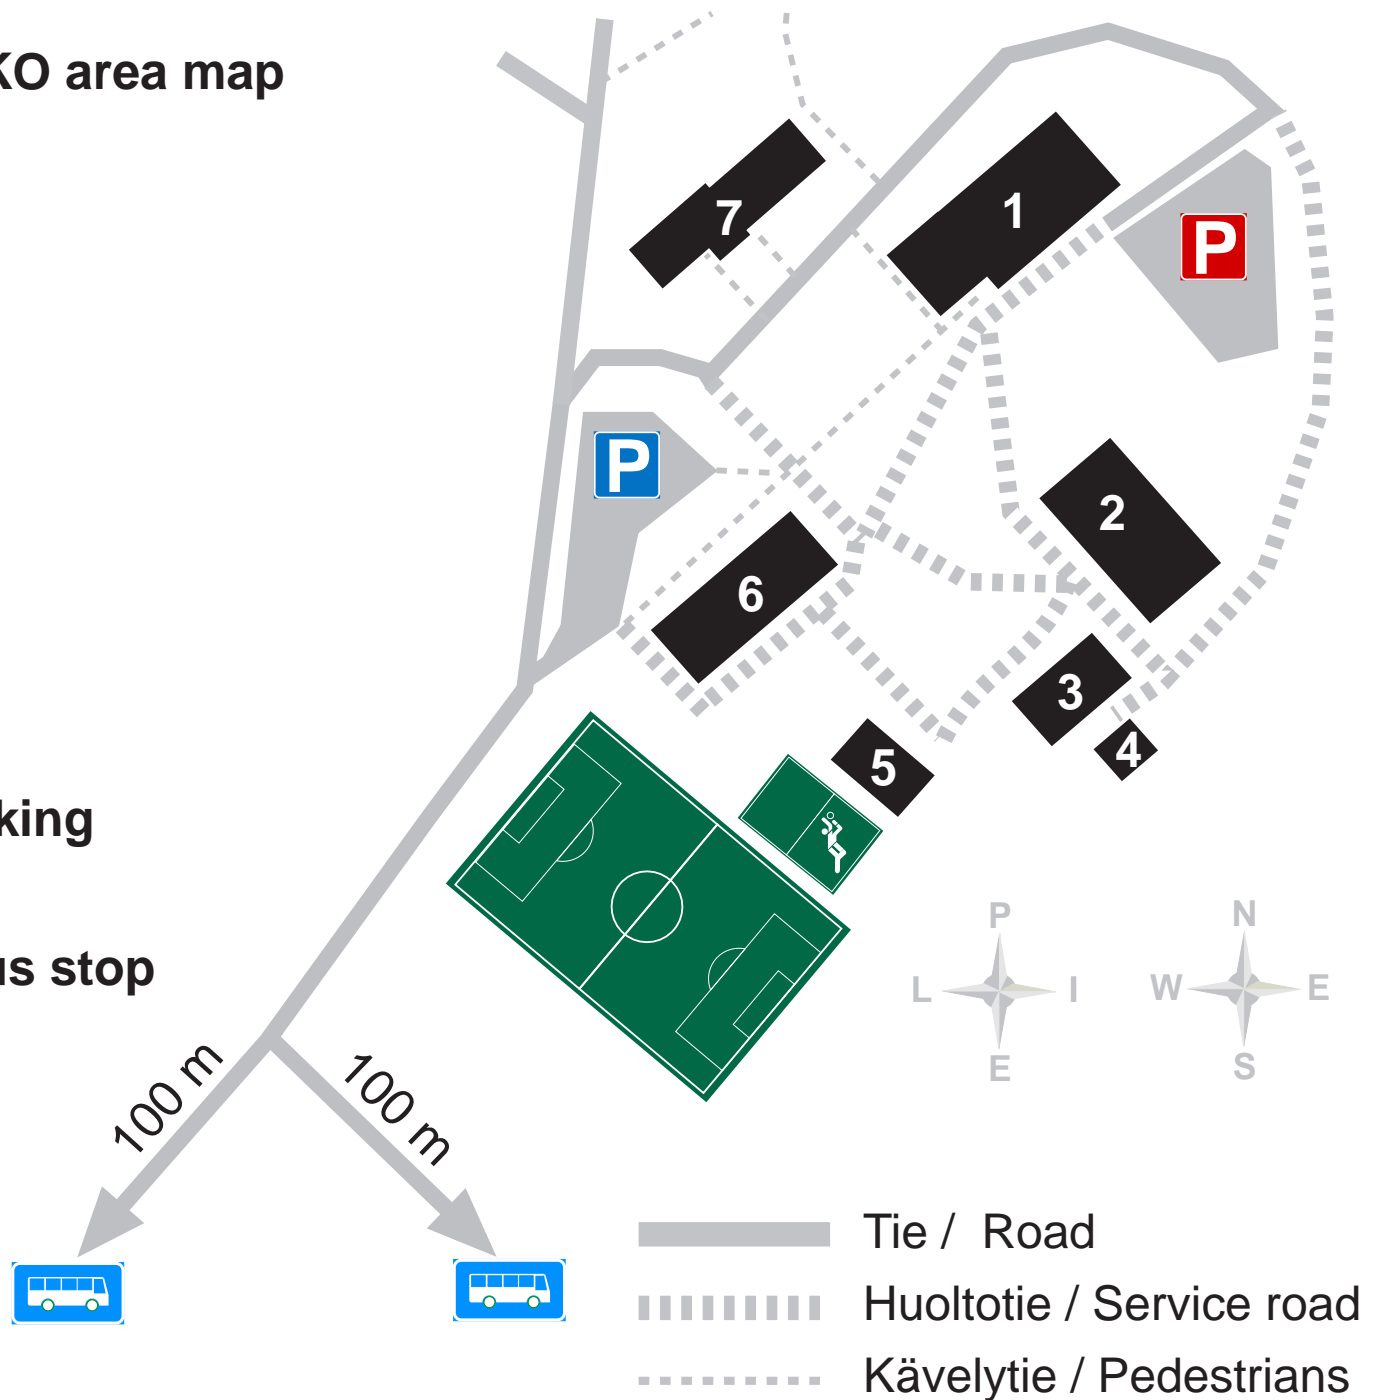 KO area map
1
7
P
P
2
6
3
4
5
king
us stop
P
L I
E
N
W E
S
100 m
100 m
Tie / Road
Huoltotie / Service road
Kävelytie / Pedestrians